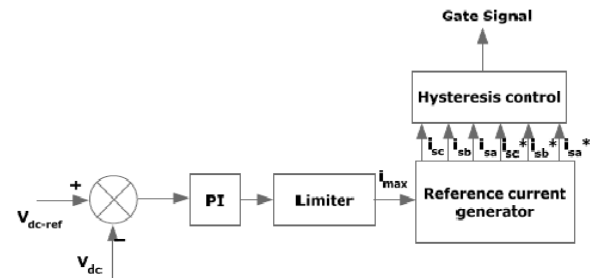 Gate Signal
Hysteresis control
isc isb isa isc* isb* isa*
imax
Reference current
generator
PI
Limiter
+
Vdc-ref
−
Vdc